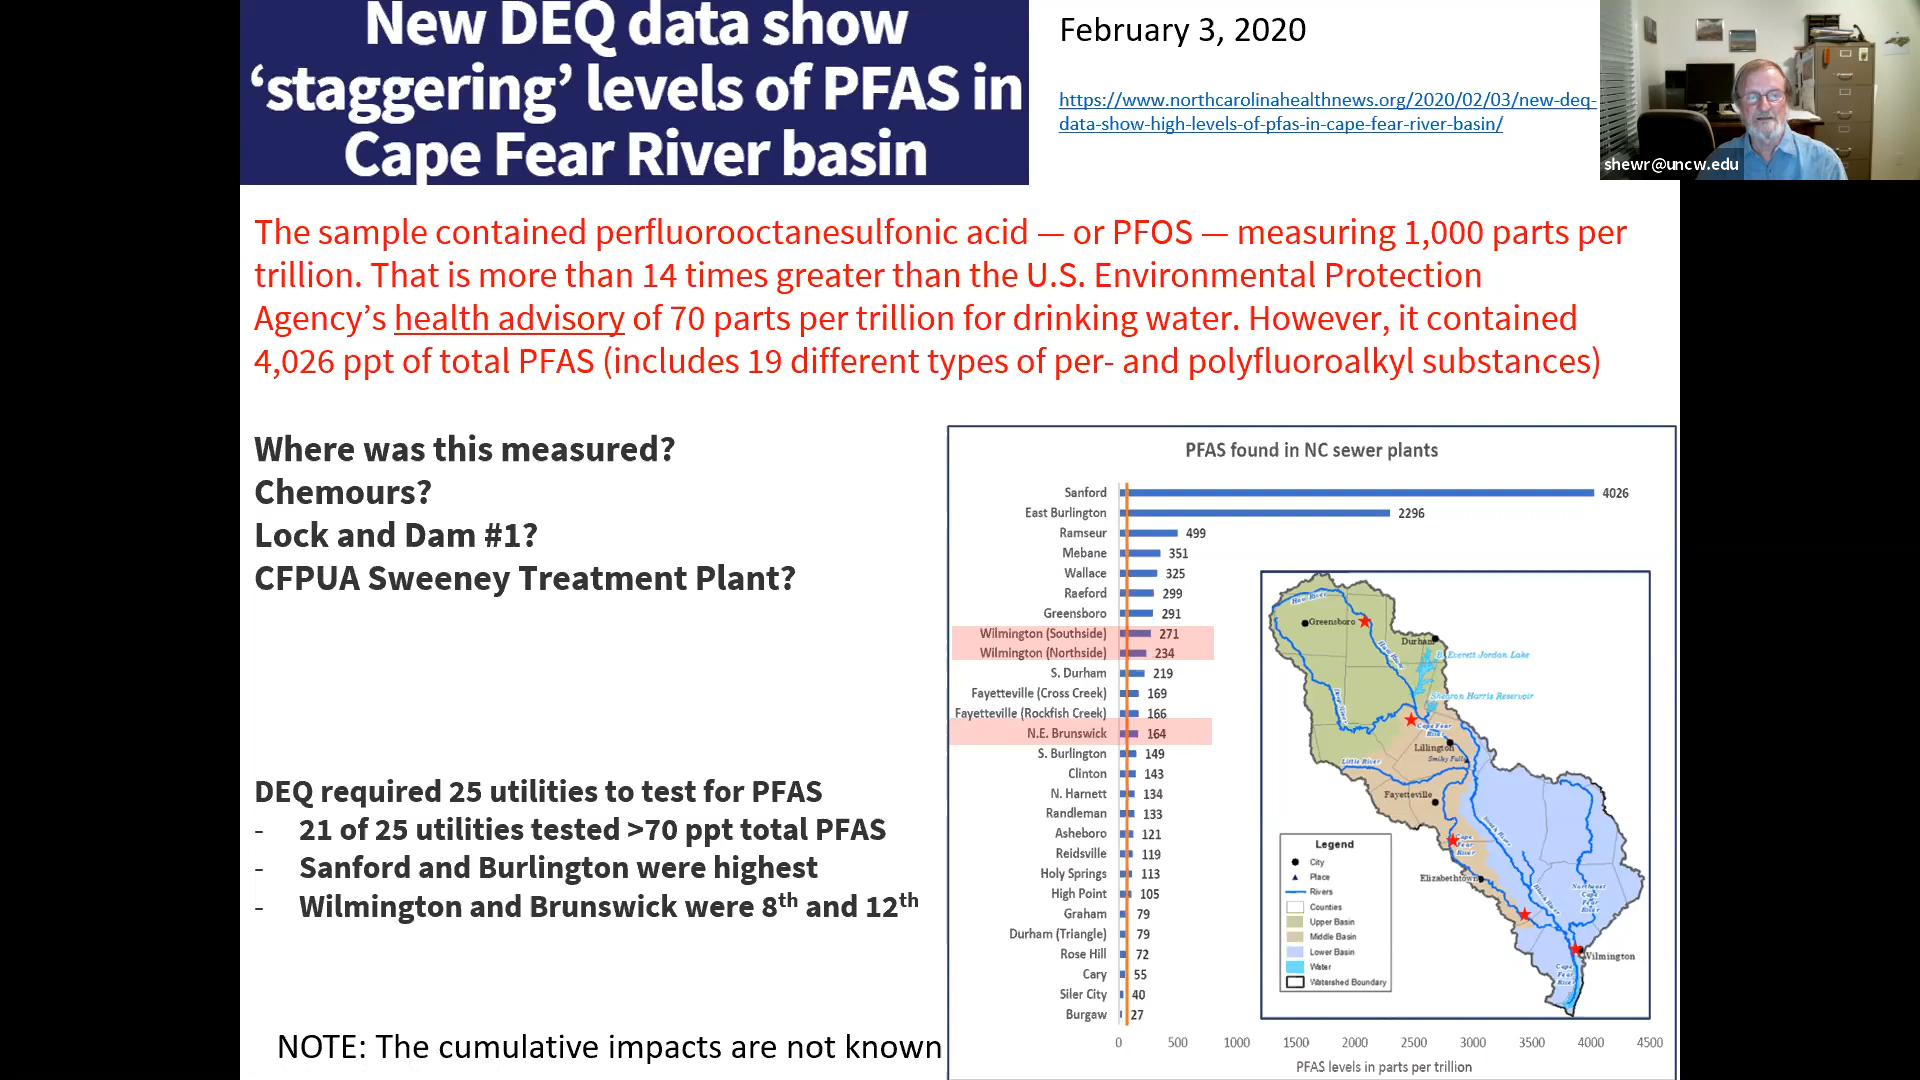 New DEQ data show
‘staggering’ levels of PFAS in
Cape Fear River basin
February 3, 2020
https://www.northcarolinahealthnews.org/2020/02/03/new-deq-
data-show-high-levels-of-pfas-in-cape-fear-river-basin/
shewr@uncw.edu
The sample contained perfluorooctanesulfonic acid — or PFOS — measuring 1,000 parts per
trillion. That is more than 14 times greater than the U.S. Environmental Protection
Agency’s health advisory of 70 parts per trillion for drinking water. However, it contained
4,026 ppt of total PFAS (includes 19 different types of per- and polyfluoroalkyl substances)
Where was this measured?
Chemours?
Lock and Dam #1?
CFPUA Sweeney Treatment Plant?
DEQ required 25 utilities to test for PFAS
- 21 of 25 utilities tested >70 ppt total PFAS
- Sanford and Burlington were highest
- Wilmington and Brunswick were 8th and 12th
NOTE: The cumulative impacts are not known
PFAS found in NC sewer plants
Sanford 4026
East Burlington 2296
Ramseur 499
Mebane 351
Wallace 325
Raeford 299
Greensboro 291
Wilmington (Southside) 271
Wilmington (Northside) 234
S. Durham 219
Fayetteville (Cross Creek) 169
Fayetteville (Rockfish Creek) 166
N.E. Brunswick 164
S. Burlington 149
Clinton 143
N. Harnett 134
Randleman 133
Asheboro 121
Reidsville 119
Holy Springs 113
High Point 105
Graham 79
Durham (Triangle) 79
Rose Hill 72
Cary 55
Siler City 40
Burgaw 27
0 500 1000 1500 2000 2500 3000 3500 4000 4500
PFAS levels in parts per trillion
Haw River
Greensboro
Durham
Haw River
B. Everett Jordan Lake
Shearon Harris Reservoir
Deep River
Cape Fear River
Lillington
Smiley Falls
Little River
Fayetteville
Cape Fear River
South River
Elizabethtown
Black River
Northeast Cape Fear River
Wilmington
Cape Fear River
Legend
City
Place
Rivers
Counties
Upper Basin
Middle Basin
Lower Basin
Water
Watershed Boundary